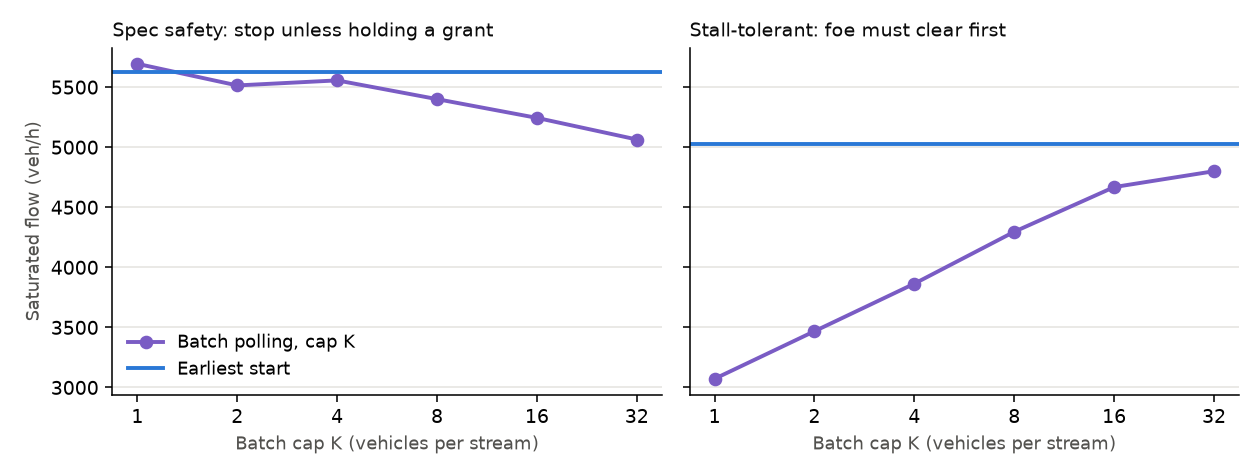 Spec safety: stop unless holding a grant
Saturated flow (veh/h)
5500
5000
4500
4000
3500
3000
Batch polling, cap K
Earliest start
1 2 4 8 16 32
Batch cap K (vehicles per stream)
Stall-tolerant: foe must clear first
1 2 4 8 16 32
Batch cap K (vehicles per stream)